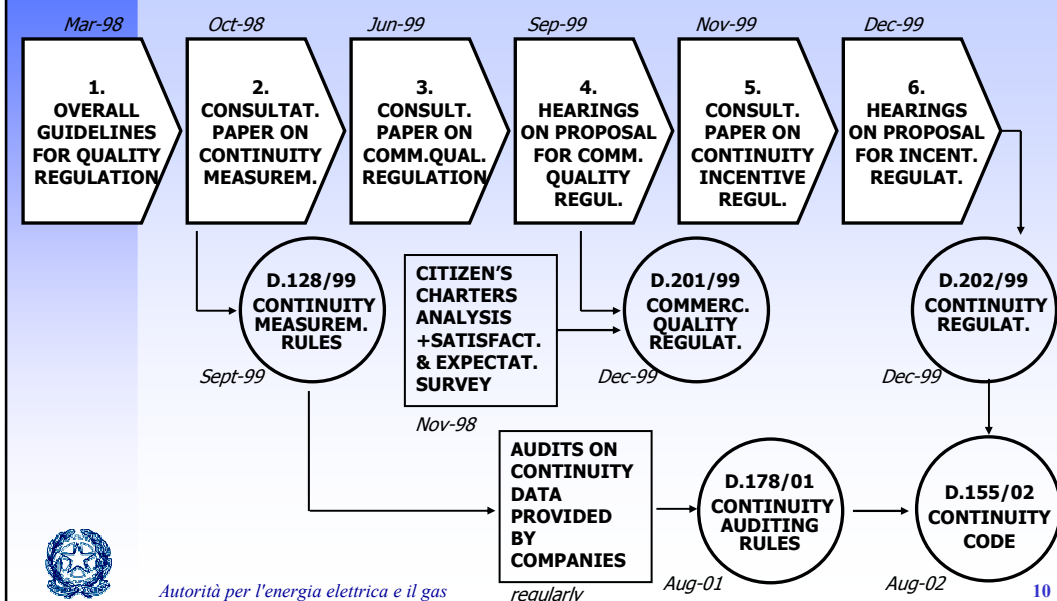 Mar-98
Oct-98
Jun-99
Sep-99
Nov-99
Dec-99
1.
OVERALL
GUIDELINES
FOR QUALITY
REGULATION
2.
CONSULTAT.
PAPER ON
CONTINUITY
MEASUREM.
3.
CONSULT.
PAPER ON
COMM.QUAL.
REGULATION
4.
HEARINGS
ON PROPOSAL
FOR COMM.
QUALITY
REGUL.
5.
CONSULT.
PAPER ON
CONTINUITY
INCENTIVE
REGUL.
6.
HEARINGS
ON PROPOSAL
FOR INCENT.
REGULAT.
D.128/99
CONTINUITY
MEASUREM.
RULES
Sept-99
CITIZEN'S
CHARTERS
ANALYSIS
+SATISFACT.
& EXPECTAT.
SURVEY
Nov-98
D.201/99
COMMERC.
QUALITY
REGULAT.
Dec-99
D.202/99
CONTINUITY
REGULAT.
Dec-99
AUDITS ON
CONTINUITY
DATA
PROVIDED
BY
COMPANIES
regularly
D.178/01
CONTINUITY
AUDITING
RULES
Aug-01
D.155/02
CONTINUITY
CODE
Aug-02
Autorità per l'energia elettrica e il gas
10